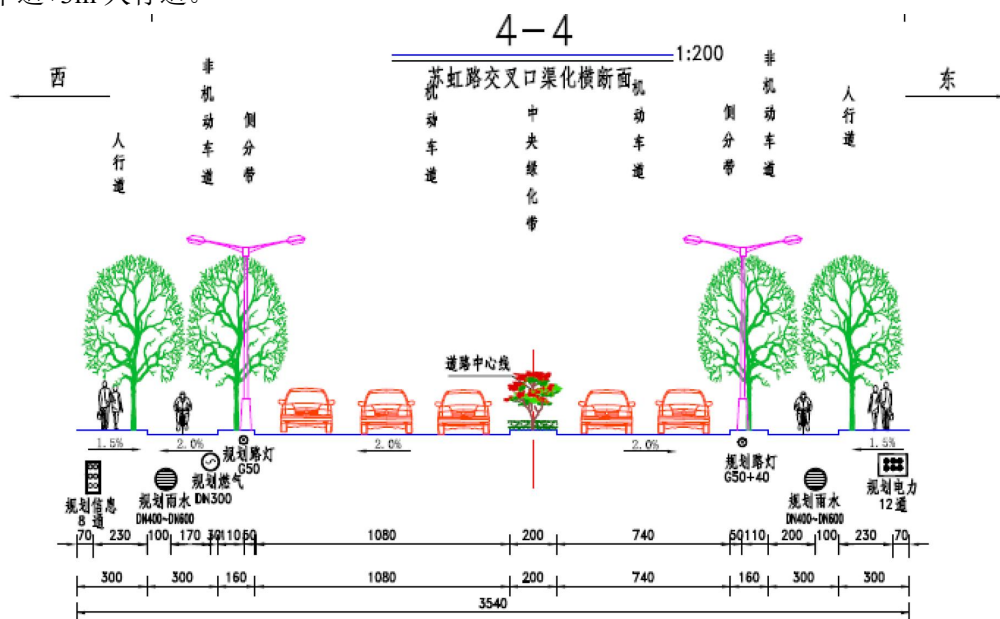 4-4
1:200
苏虹路交叉口渠化横断面
西
东
人行道
非机动车道
侧分带
机动车道
中央绿化带
机动车道
侧分带
非机动车道
人行道
道路中心线
1.5%
2.0%
2.0%
2.0%
1.5%
规划信息
8 通
规划雨水
DN400~DN600
规划燃气
DN300
规划路灯
G50
规划路灯
G50+40
规划雨水
DN400~DN600
规划电力
12通
70 230 100 170 30 110 50 1080 200 740 50 110 200 100 230 70
300 300 160 1080 200 740 160 300 300
3540